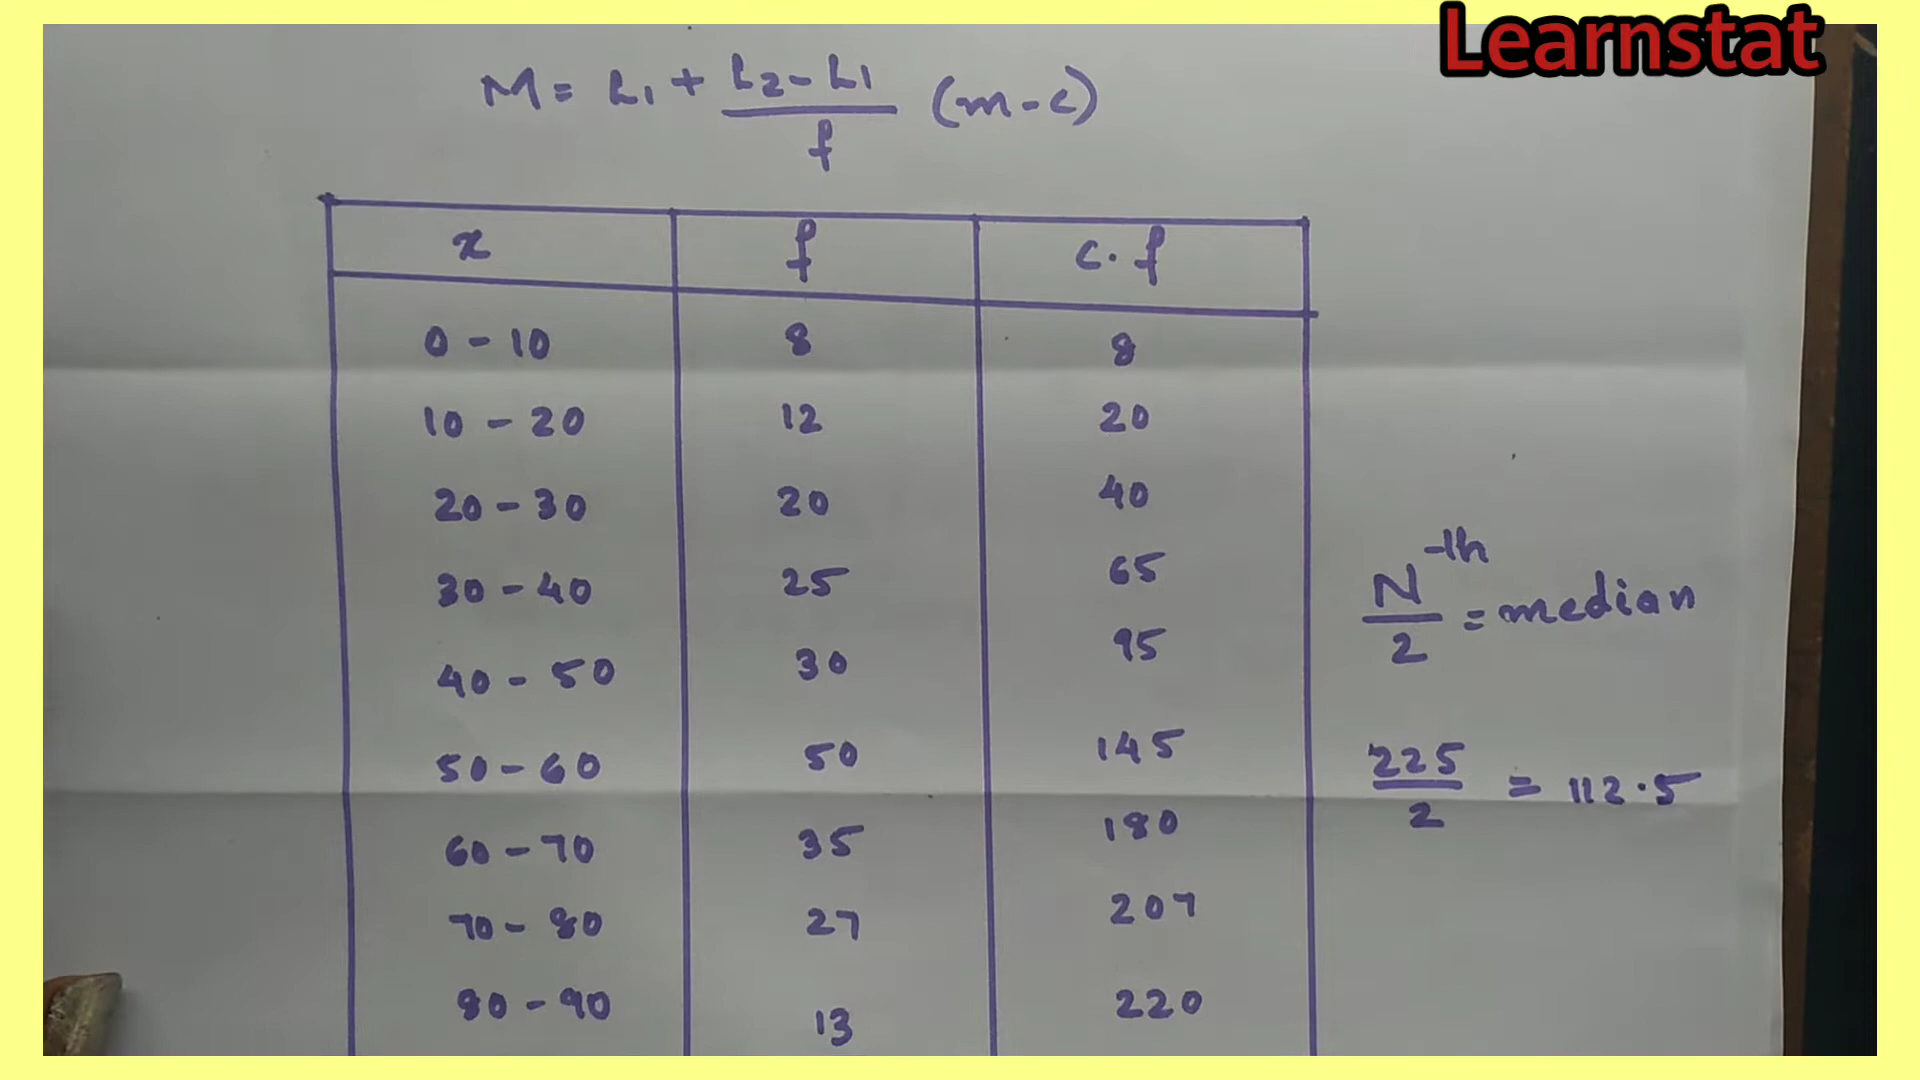 Learnstat
M = L1 + L2 - L1 / f (m - c)
x f c.f
0 - 10 8 8
10 - 20 12 20
20 - 30 20 40
30 - 40 25 65
40 - 50 30 95
50 - 60 50 145
60 - 70 35 180
70 - 80 27 207
80 - 90 13 220
N/2 -th = median
225/2 = 112.5